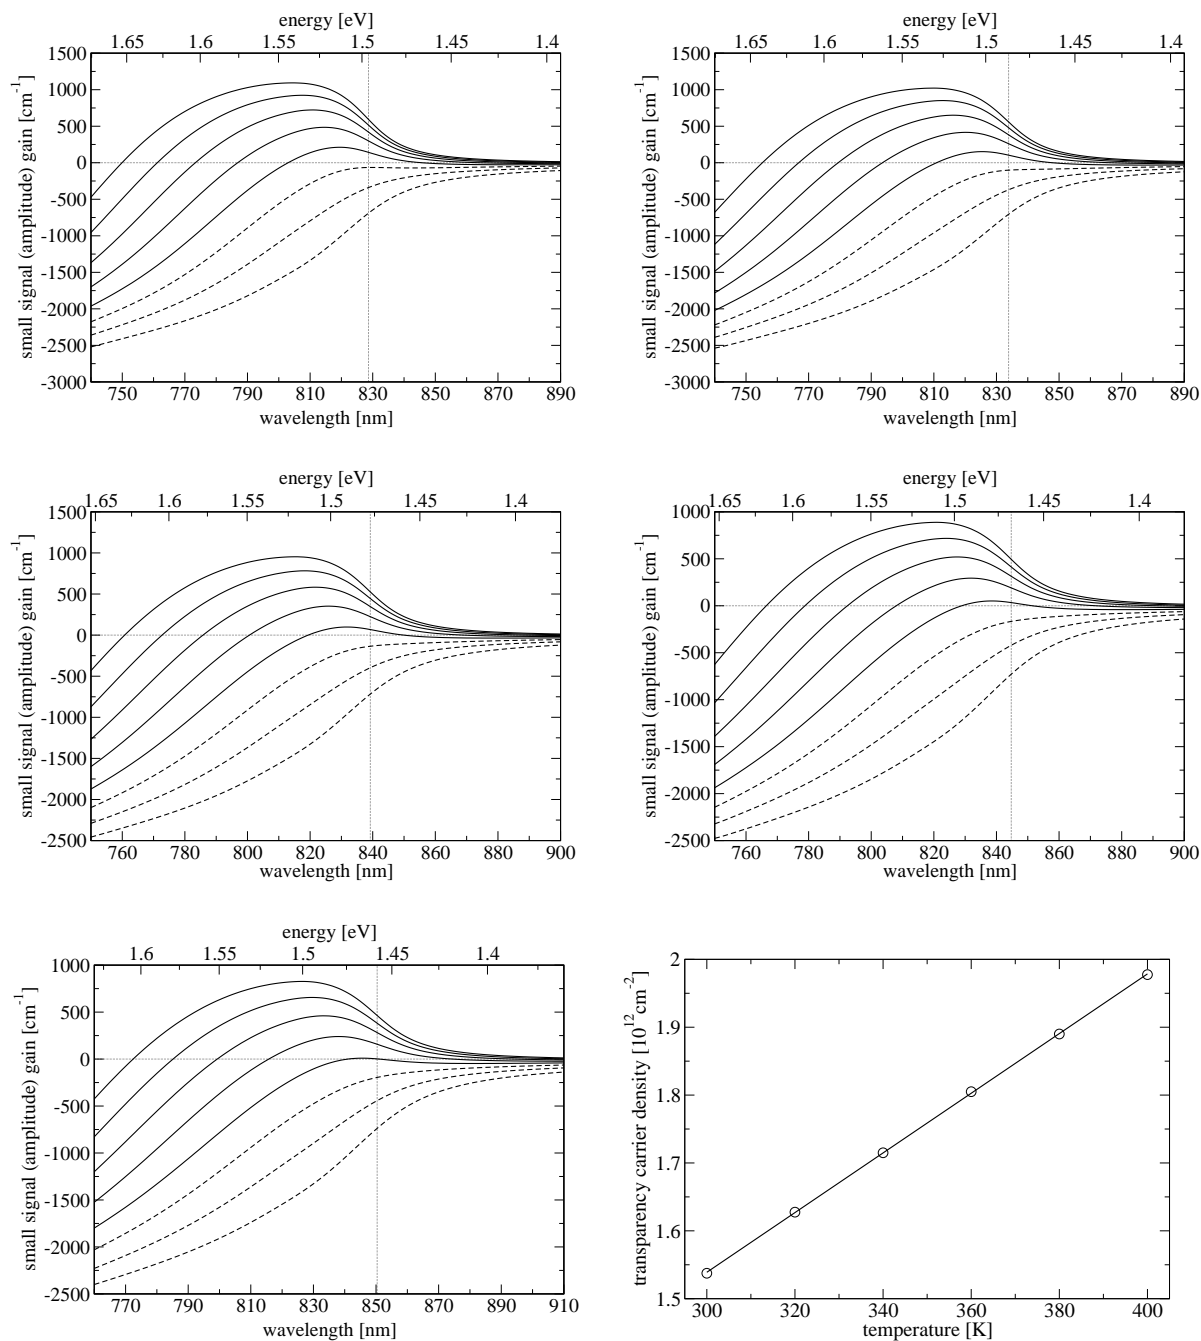 energy [eV]
1.65 1.6 1.55 1.5 1.45 1.4
1500
1000
500
0
-500
-1000
-1500
-2000
-2500
-3000
small signal (amplitude) gain [cm-1]
750 770 790 810 830 850 870 890
wavelength [nm]
energy [eV]
1.65 1.6 1.55 1.5 1.45 1.4
1500
1000
500
0
-500
-1000
-1500
-2000
-2500
-3000
small signal (amplitude) gain [cm-1]
750 770 790 810 830 850 870 890
wavelength [nm]
energy [eV]
1.65 1.6 1.55 1.5 1.45 1.4
1500
1000
500
0
-500
-1000
-1500
-2000
-2500
small signal (amplitude) gain [cm-1]
760 780 800 820 840 860 880 900
wavelength [nm]
energy [eV]
1.65 1.6 1.55 1.5 1.45 1.4
1000
500
0
-500
-1000
-1500
-2000
-2500
small signal (amplitude) gain [cm-1]
760 780 800 820 840 860 880 900
wavelength [nm]
energy [eV]
1.6 1.55 1.5 1.45 1.4
1000
500
0
-500
-1000
-1500
-2000
-2500
small signal (amplitude) gain [cm-1]
770 790 810 830 850 870 890 910
wavelength [nm]
2
1.9
1.8
1.7
1.6
1.5
transparency carrier density [10^12 cm^-2]
300 320 340 360 380 400
temperature [K]